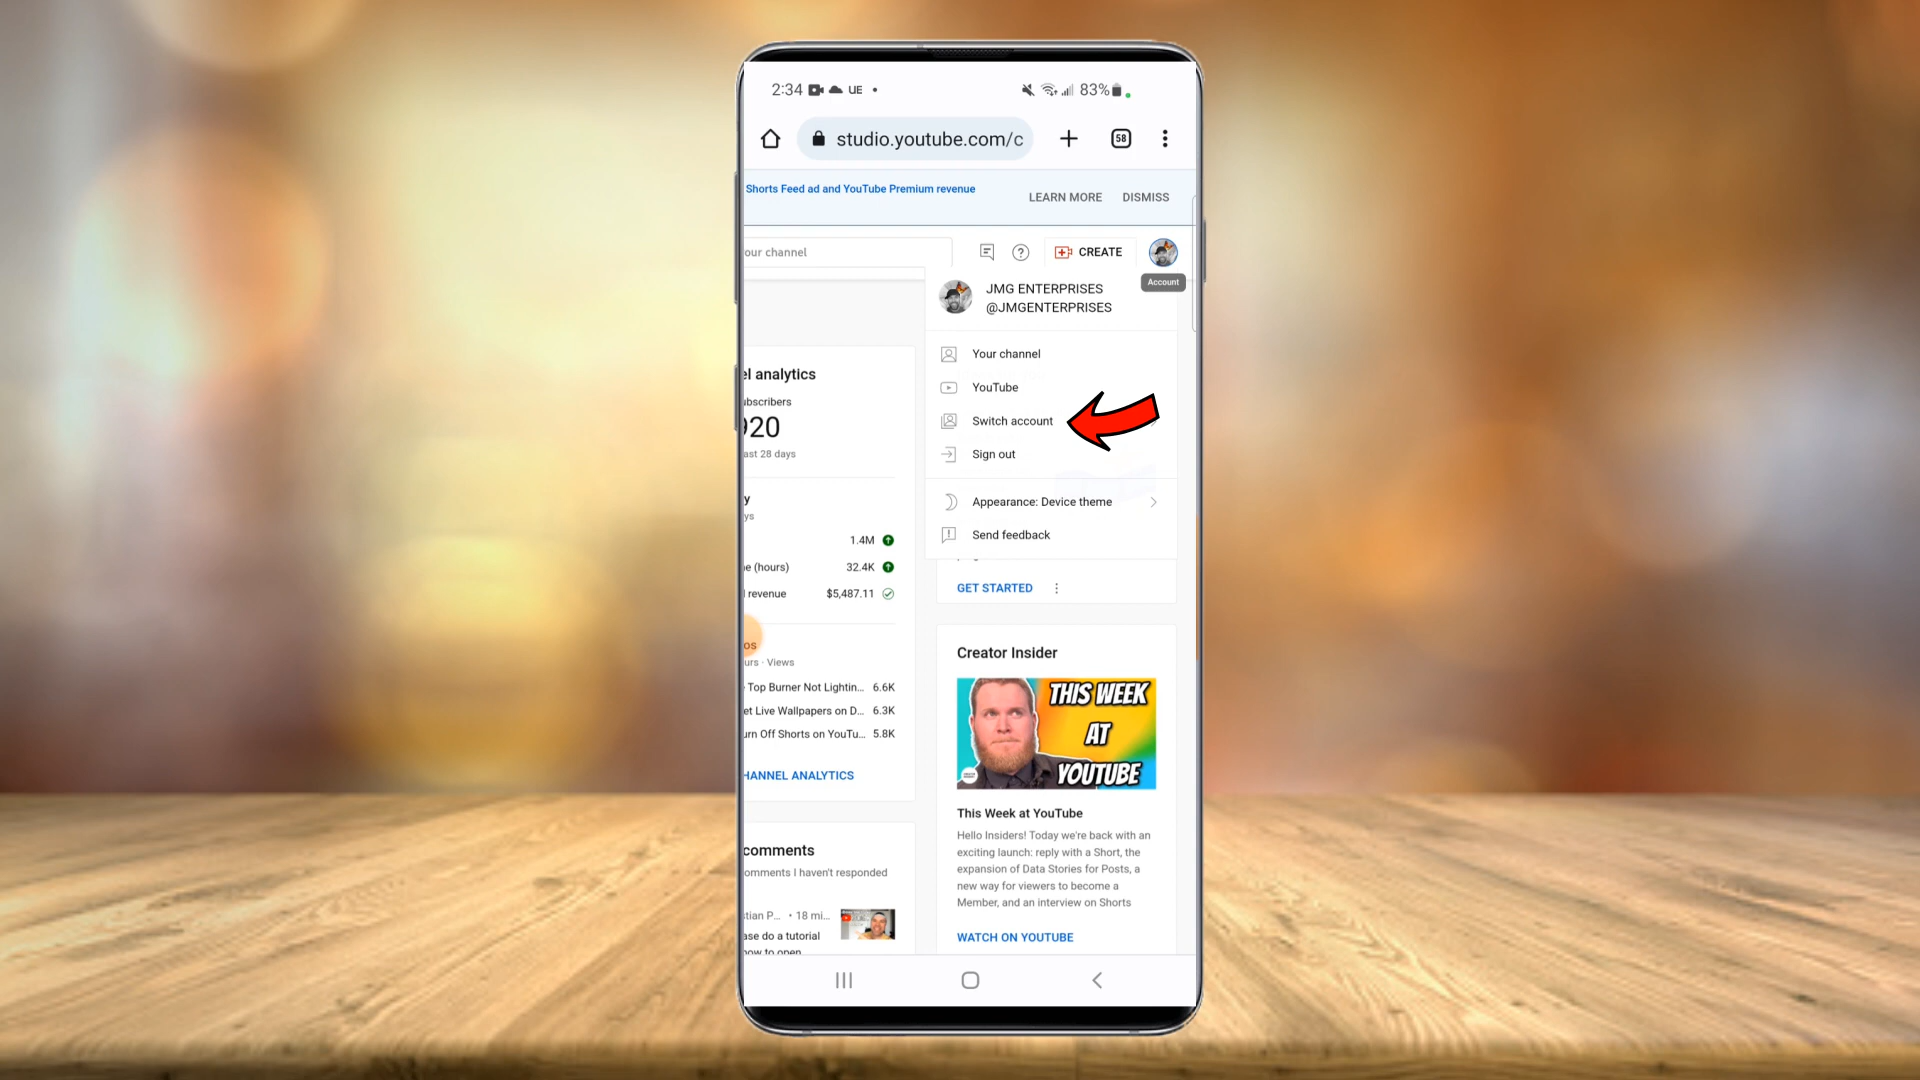 2:34 UE 83%
studio.youtube.com/c
58
Shorts Feed ad and YouTube Premium revenue
LEARN MORE DISMISS
our channel
CREATE
Account
JMG ENTERPRISES
@JMGENTERPRISES
Your channel
YouTube
Switch account
Sign out
Appearance: Device theme
Send feedback
GET STARTED
el analytics
ubscribers
920
ast 28 days
y
ys
1.4M
e (hours) 32.4K
l revenue $5,487.11
os
urs · Views
Top Burner Not Lightin... 6.6K
et Live Wallpapers on D... 6.3K
urn Off Shorts on YouTu... 5.8K
HANNEL ANALYTICS
comments
omments I haven't responded
stian P... • 18 mi...
ase do a tutorial
how to open
Creator Insider
THIS WEEK
AT
YOUTUBE
This Week at YouTube
Hello Insiders! Today we're back with an
exciting launch: reply with a Short, the
expansion of Data Stories for Posts, a
new way for viewers to become a
Member, and an interview on Shorts
WATCH ON YOUTUBE